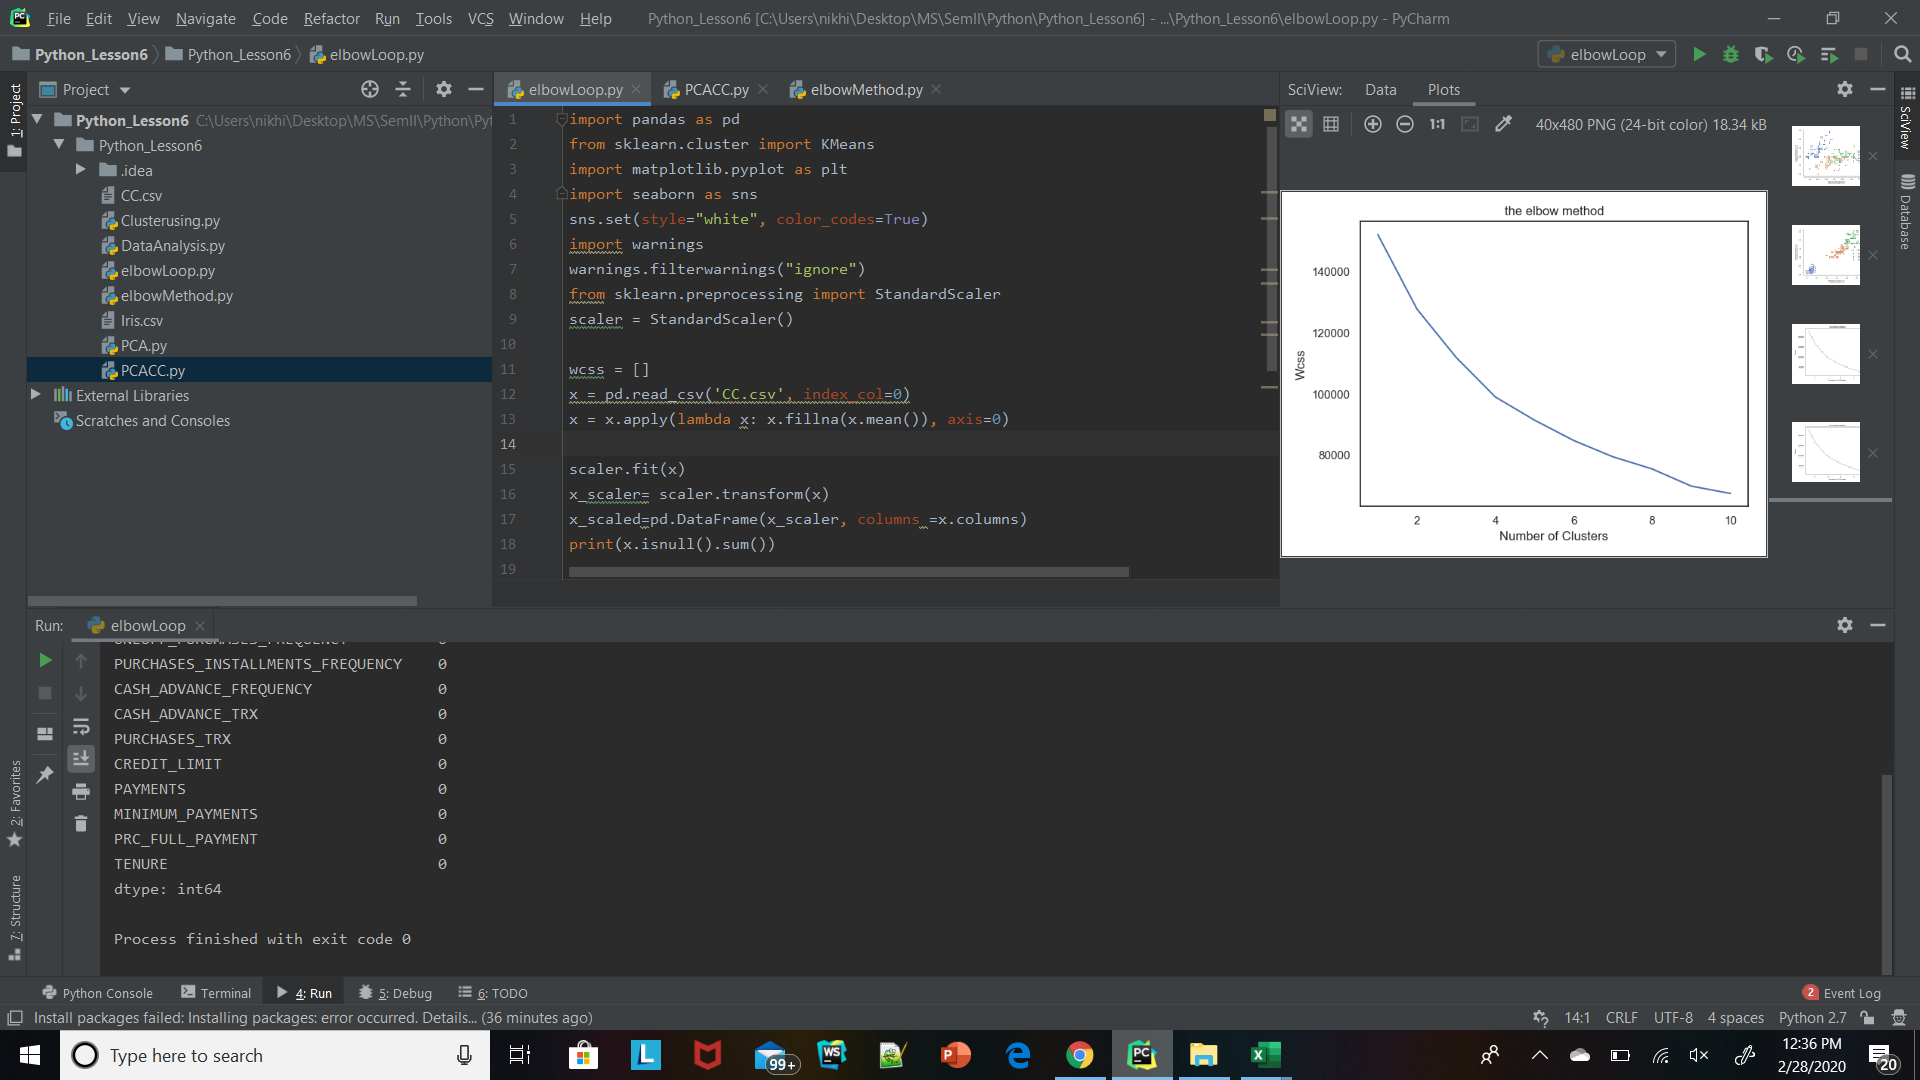 File Edit View Navigate Code Refactor Run Tools VCS Window Help Python_Lesson6 [C:\Users\nikhi\Desktop\MS\SemII\Python\Python_Lesson6] - ...\Python_Lesson6\elbowLoop.py - PyCharm
Python_Lesson6 Python_Lesson6 elbowLoop.py elbowLoop
1: Project
Project
Python_Lesson6 C:\Users\nikhi\Desktop\MS\SemII\Python\Pyt
Python_Lesson6
.idea
CC.csv
Clusterusing.py
DataAnalysis.py
elbowLoop.py
elbowMethod.py
Iris.csv
PCA.py
PCACC.py
External Libraries
Scratches and Consoles
elbowLoop.py PCACC.py elbowMethod.py
1 import pandas as pd
2 from sklearn.cluster import KMeans
3 import matplotlib.pyplot as plt
4 import seaborn as sns
5 sns.set(style="white", color_codes=True)
6 import warnings
7 warnings.filterwarnings("ignore")
8 from sklearn.preprocessing import StandardScaler
9 scaler = StandardScaler()
10
11 wcss = []
12 x = pd.read_csv('CC.csv', index_col=0)
13 x = x.apply(lambda x: x.fillna(x.mean()), axis=0)
14
15 scaler.fit(x)
16 x_scaler= scaler.transform(x)
17 x_scaled=pd.DataFrame(x_scaler, columns =x.columns)
18 print(x.isnull().sum())
19
SciView: Data Plots
1:1 40x480 PNG (24-bit color) 18.34 kB
the elbow method
140000
120000
100000
80000
Wcss
2 4 6 8 10
Number of Clusters
SciView
Database
Run: elbowLoop
ONEOFF_PURCHASES_FREQUENCY 0
PURCHASES_INSTALLMENTS_FREQUENCY 0
CASH_ADVANCE_FREQUENCY 0
CASH_ADVANCE_TRX 0
PURCHASES_TRX 0
CREDIT_LIMIT 0
PAYMENTS 0
MINIMUM_PAYMENTS 0
PRC_FULL_PAYMENT 0
TENURE 0
dtype: int64
Process finished with exit code 0
2: Favorites
7: Structure
Python Console Terminal 4: Run 5: Debug 6: TODO 2 Event Log
Install packages failed: Installing packages: error occurred. Details... (36 minutes ago) 14:1 CRLF UTF-8 4 spaces Python 2.7
Type here to search 99+ 12:36 PM
2/28/2020 20